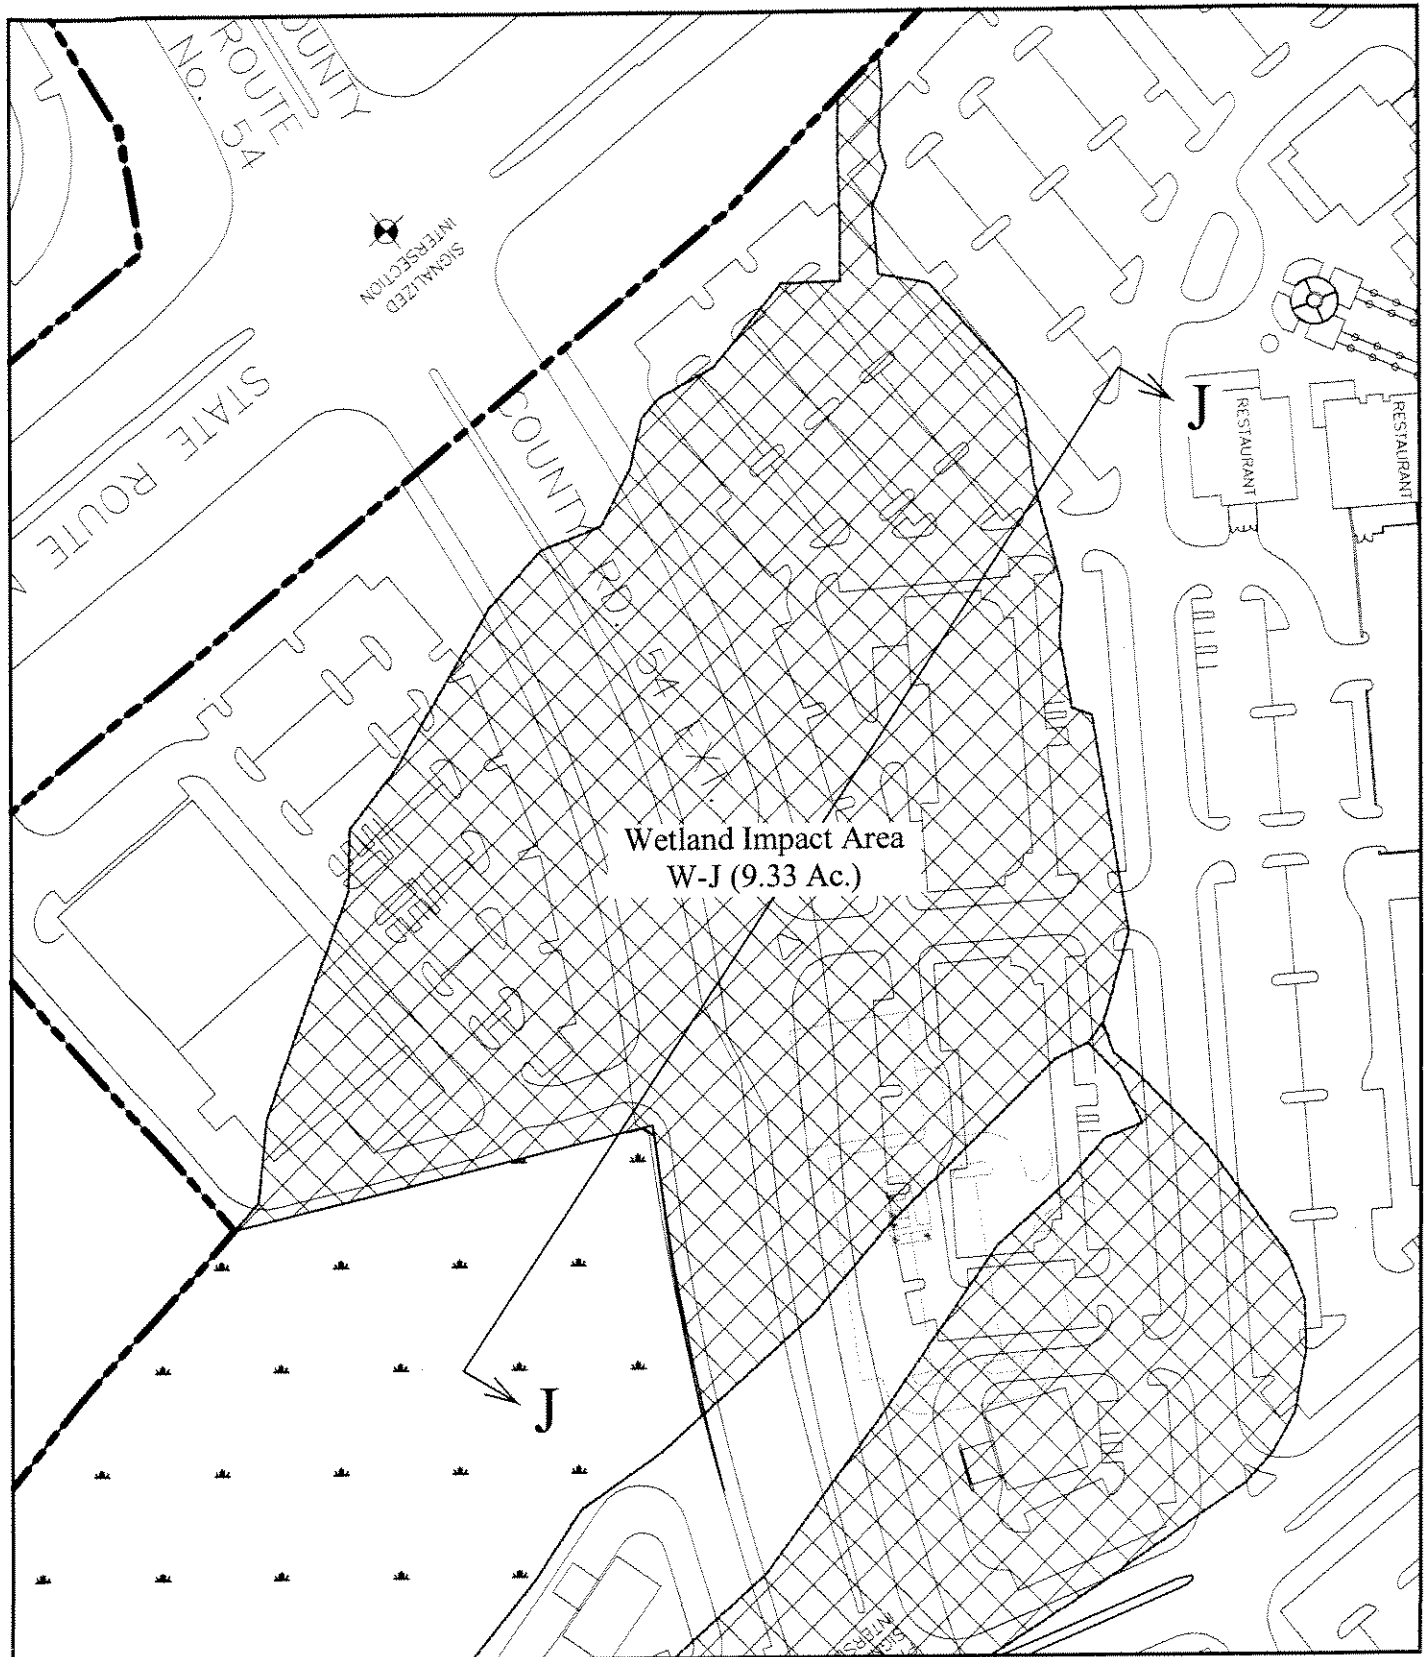 COUNTY
ROUTE
No. 54
SIGNALIZED
INTERSECTION
STATE ROUTE
COUNTY RD. 54 EXT.
J
RESTAURANT
RESTAURANT
Wetland Impact Area
W-J (9.33 Ac.)
J